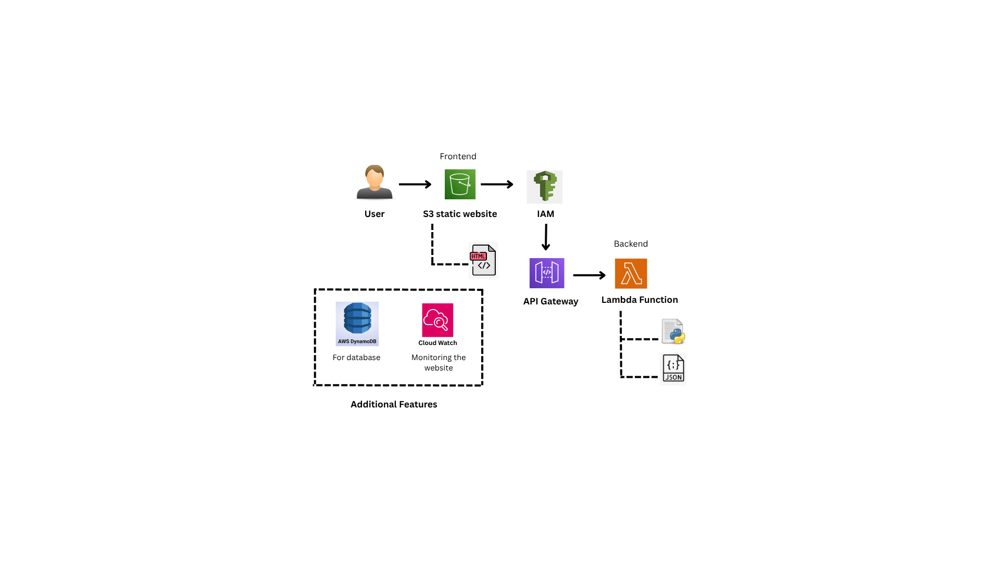 Frontend
User
S3 static website
IAM
HTML
</>
Backend
</>
API Gateway
Lambda Function
AWS DynamoDB
For database
Cloud Watch
Monitoring the
website
{;}
JSON
Additional Features